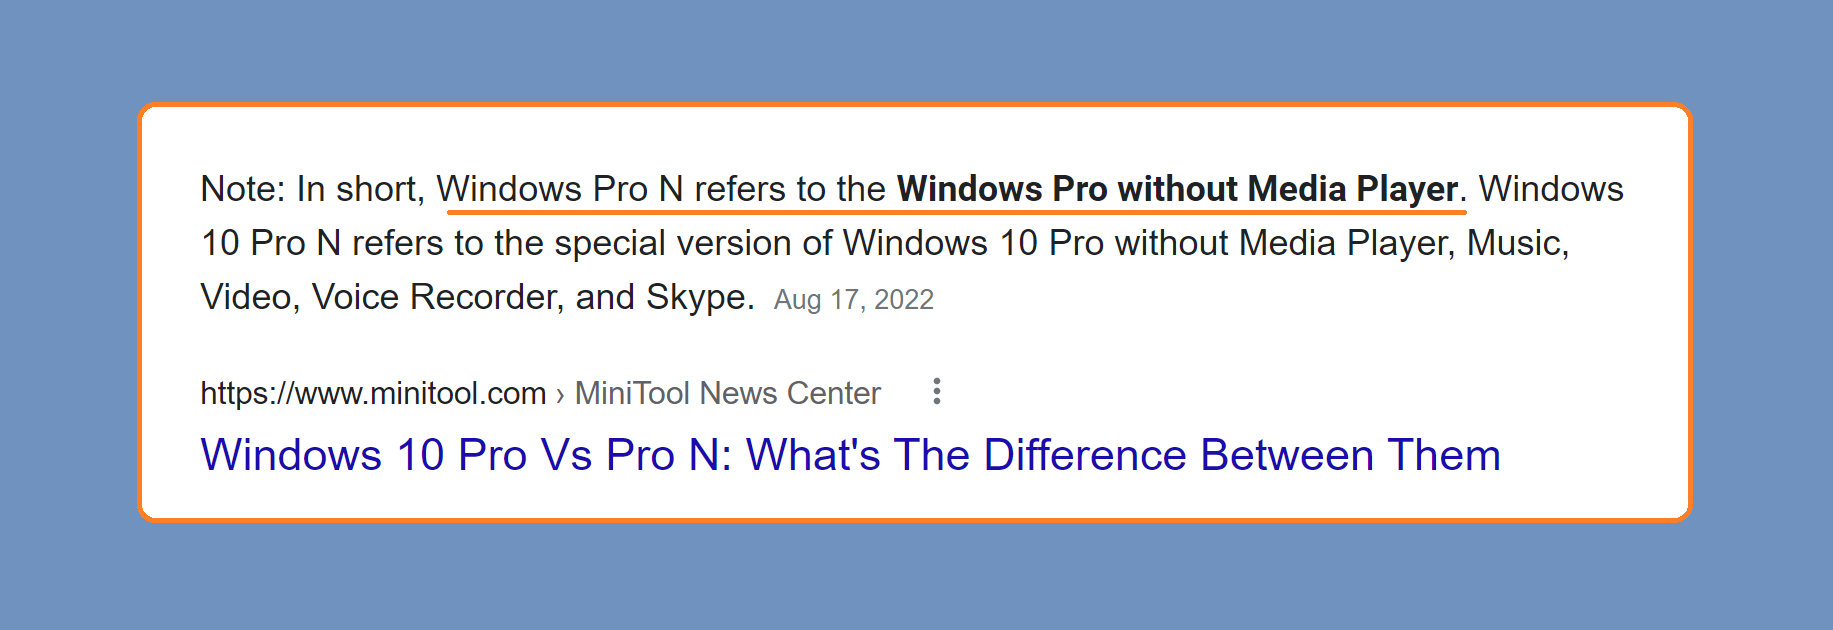 Note: In short, Windows Pro N refers to the Windows Pro without Media Player. Windows
10 Pro N refers to the special version of Windows 10 Pro without Media Player, Music,
Video, Voice Recorder, and Skype. Aug 17, 2022
https://www.minitool.com › MiniTool News Center
Windows 10 Pro Vs Pro N: What's The Difference Between Them